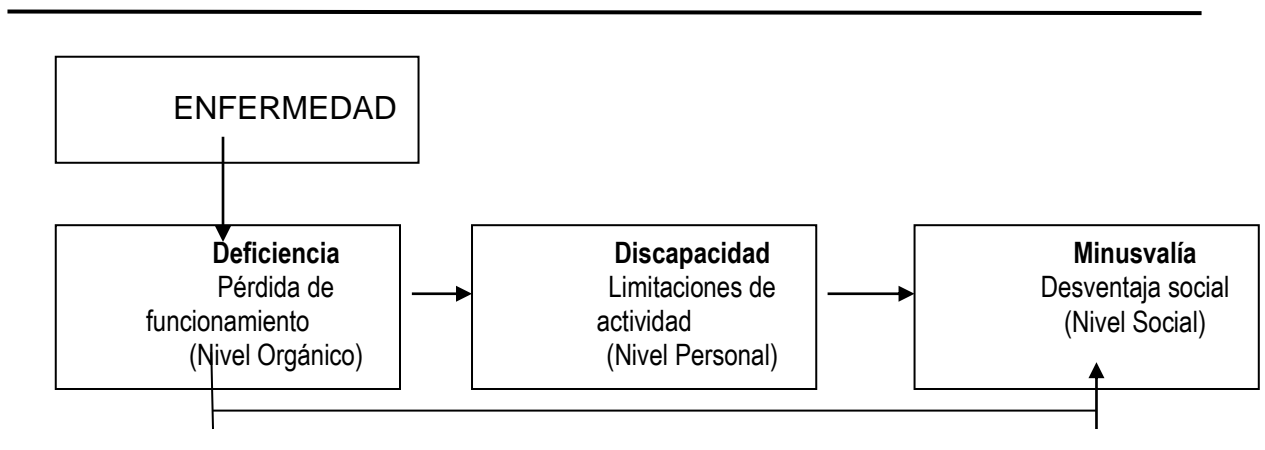 ENFERMEDAD
Deficiencia
Pérdida de
funcionamiento
(Nivel Orgánico)
Discapacidad
Limitaciones de
actividad
(Nivel Personal)
Minusvalía
Desventaja social
(Nivel Social)